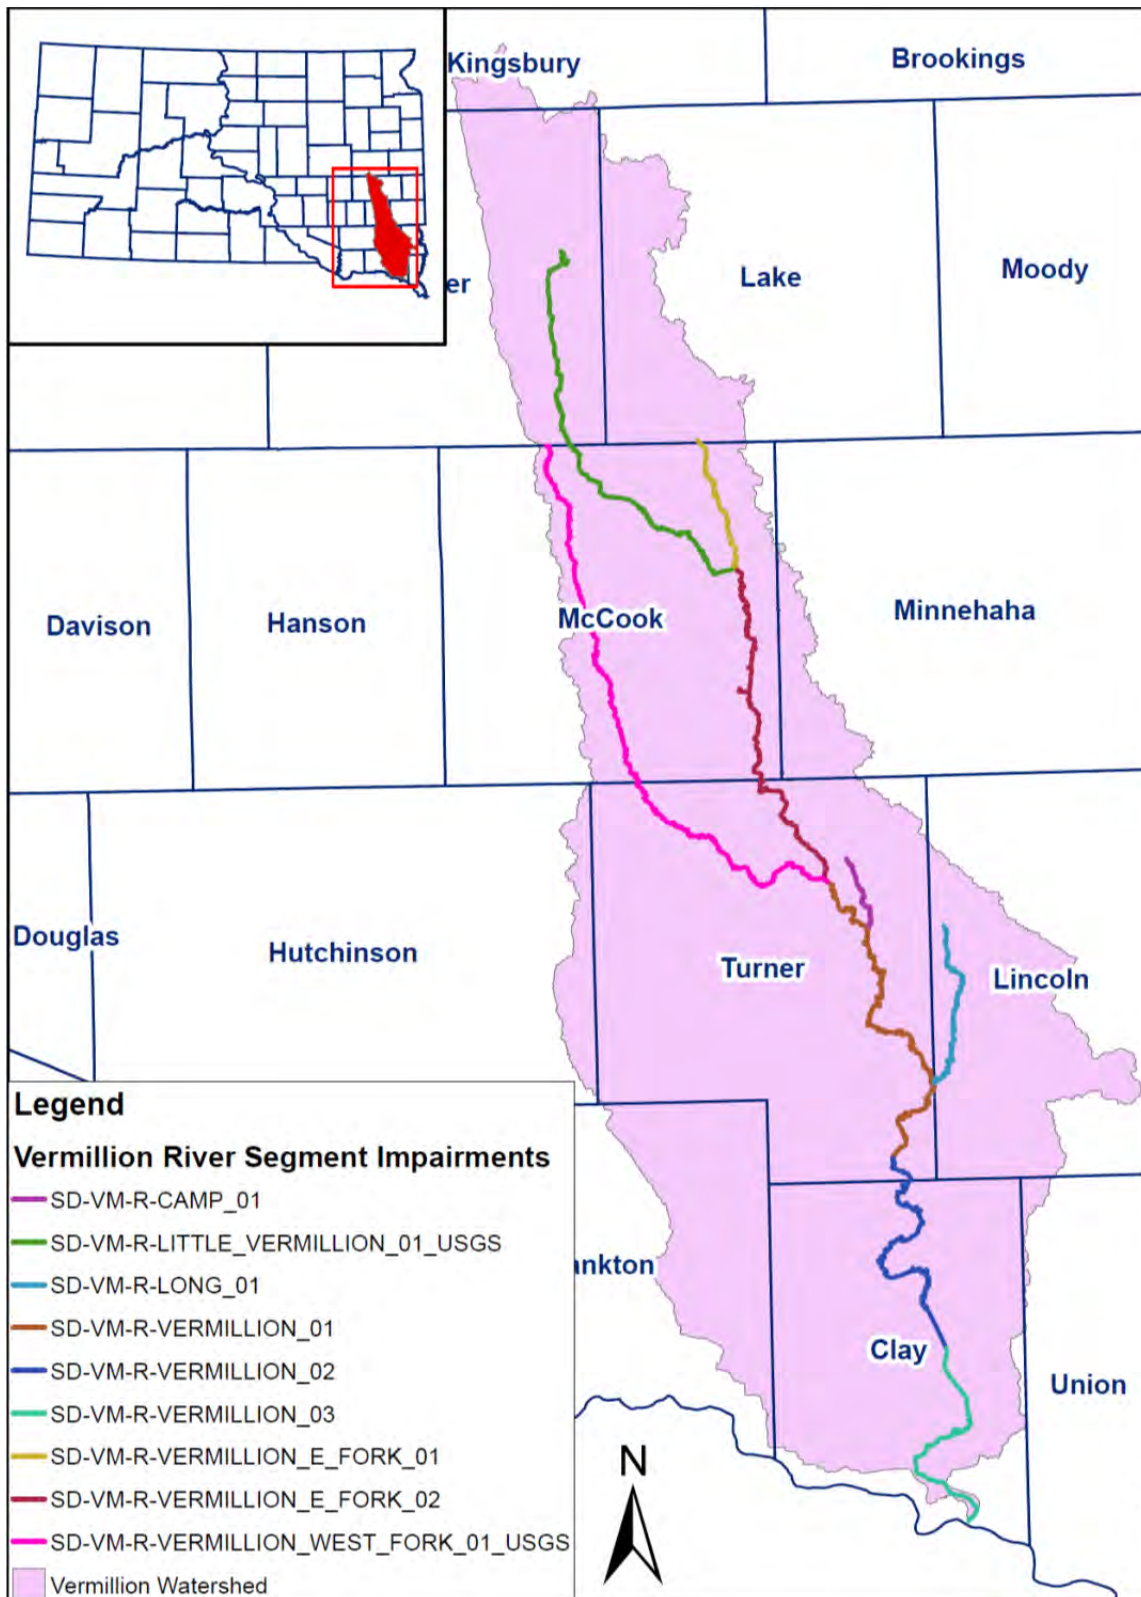 Kingsbury
Brookings
er
Lake
Moody
Davison
Hanson
McCook
Minnehaha
Douglas
Hutchinson
Turner
Lincoln
ankton
Clay
Union
N
Legend
Vermillion River Segment Impairments
SD-VM-R-CAMP_01
SD-VM-R-LITTLE_VERMILLION_01_USGS
SD-VM-R-LONG_01
SD-VM-R-VERMILLION_01
SD-VM-R-VERMILLION_02
SD-VM-R-VERMILLION_03
SD-VM-R-VERMILLION_E_FORK_01
SD-VM-R-VERMILLION_E_FORK_02
SD-VM-R-VERMILLION_WEST_FORK_01_USGS
Vermillion Watershed